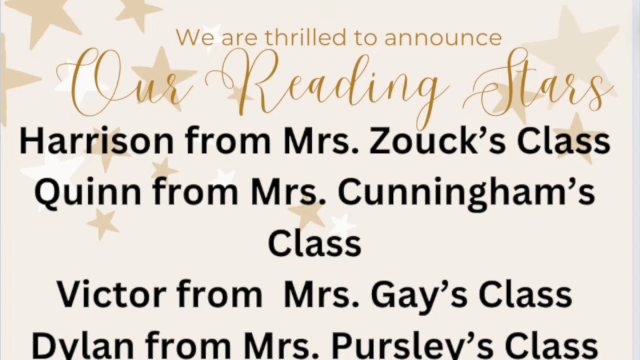 We are thrilled to announce
Our Reading Stars
Harrison from Mrs. Zouck's Class
Quinn from Mrs. Cunningham's
Class
Victor from  Mrs. Gay's Class
Dylan from Mrs. Pursley's Class